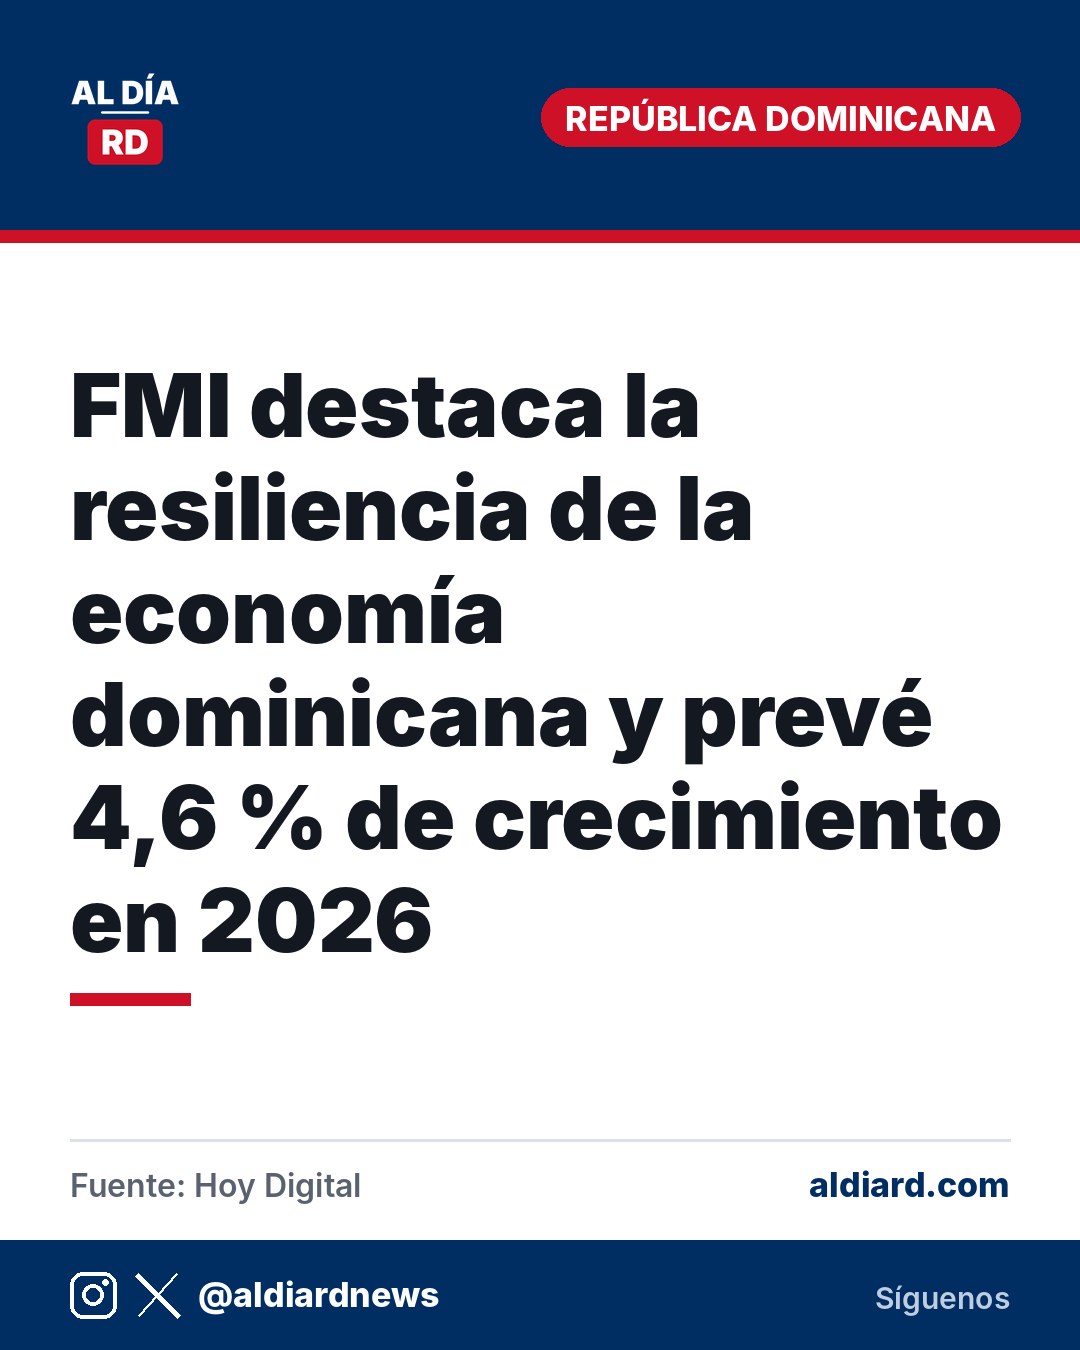 AL DÍA
RD
REPÚBLICA DOMINICANA
FMI destaca la
resiliencia de la
economía
dominicana y prevé
4,6 % de crecimiento
en 2026
Fuente: Hoy Digital
aldiard.com
@aldiardnews
Síguenos